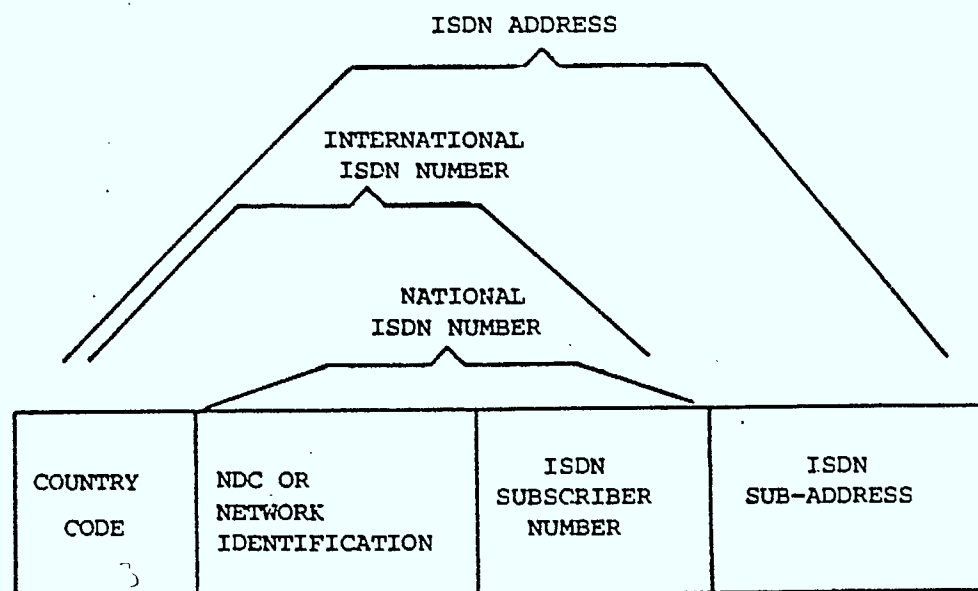 ISDN ADDRESS
INTERNATIONAL
ISDN NUMBER
NATIONAL
ISDN NUMBER
COUNTRY
CODE
NDC OR
NETWORK
IDENTIFICATION
ISDN
SUBSCRIBER
NUMBER
ISDN
SUB-ADDRESS